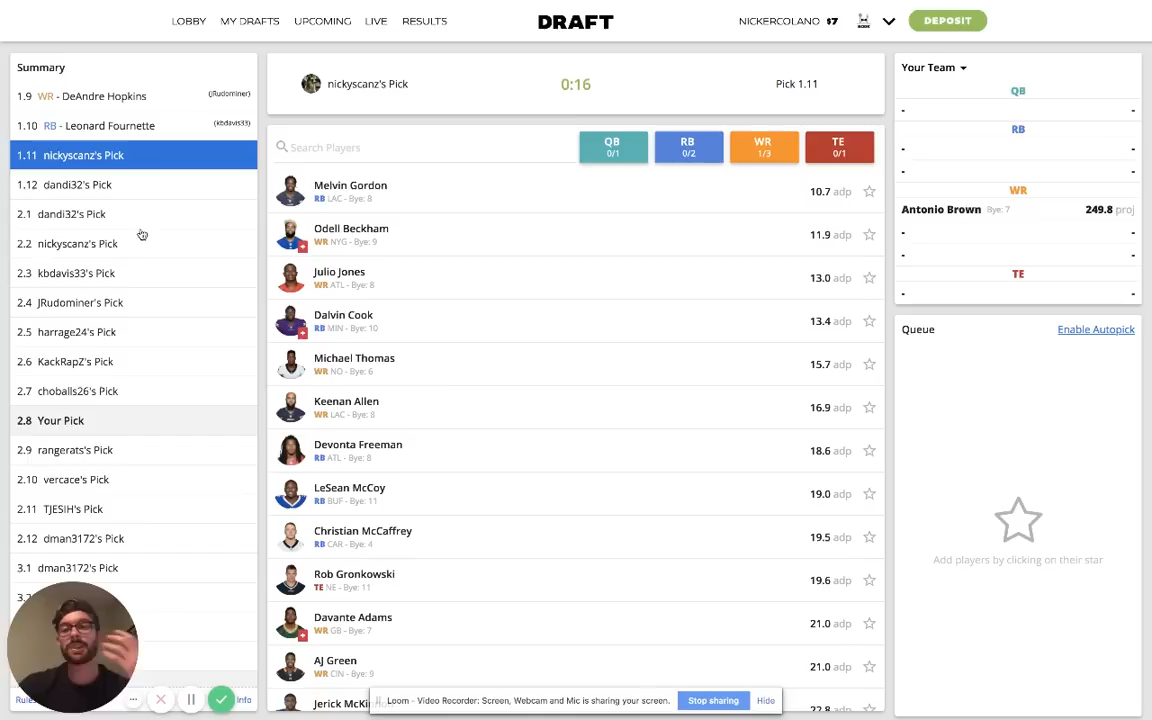 LOBBY MY DRAFTS UPCOMING LIVE RESULTS DRAFT NICKERCOLANO $7 DEPOSIT
Summary
1.9 WR - DeAndre Hopkins (jRudominer)
1.10 RB - Leonard Fournette (kbdavis33)
1.11 nickyscanz's Pick
1.12 dandi32's Pick
2.1 dandi32's Pick
2.2 nickyscanz's Pick
2.3 kbdavis33's Pick
2.4 JRudominer's Pick
2.5 harrage24's Pick
2.6 KackRapZ's Pick
2.7 choballs26's Pick
2.8 Your Pick
2.9 rangerats's Pick
2.10 vercace's Pick
2.11 TJESIH's Pick
2.12 dman3172's Pick
3.1 dman3172's Pick
Rules
Info
nickyscanz's Pick 0:16 Pick 1.11
Search Players
QB 0/1
RB 0/2
WR 1/3
TE 0/1
Melvin Gordon
RB LAC - Bye: 8
10.7 adp
Odell Beckham
WR NYG - Bye: 9
11.9 adp
Julio Jones
WR ATL - Bye: 8
13.0 adp
Dalvin Cook
RB MIN - Bye: 10
13.4 adp
Michael Thomas
WR NO - Bye: 6
15.7 adp
Keenan Allen
WR LAC - Bye: 8
16.9 adp
Devonta Freeman
RB ATL - Bye: 8
18.6 adp
LeSean McCoy
RB BUF - Bye: 11
19.0 adp
Christian McCaffrey
RB CAR - Bye: 4
19.5 adp
Rob Gronkowski
TE NE - Bye: 11
19.6 adp
Davante Adams
WR GB - Bye: 7
21.0 adp
AJ Green
WR CIN - Bye: 9
21.0 adp
Jerick
Loom - Video Recorder: Screen, Webcam and Mic is sharing your screen. Stop sharing Hide
Your Team
QB
- -
RB
- -
- -
WR
Antonio Brown Bye: 7 249.8 proj
- -
- -
TE
- -
Queue Enable Autopick
Add players by clicking on their star